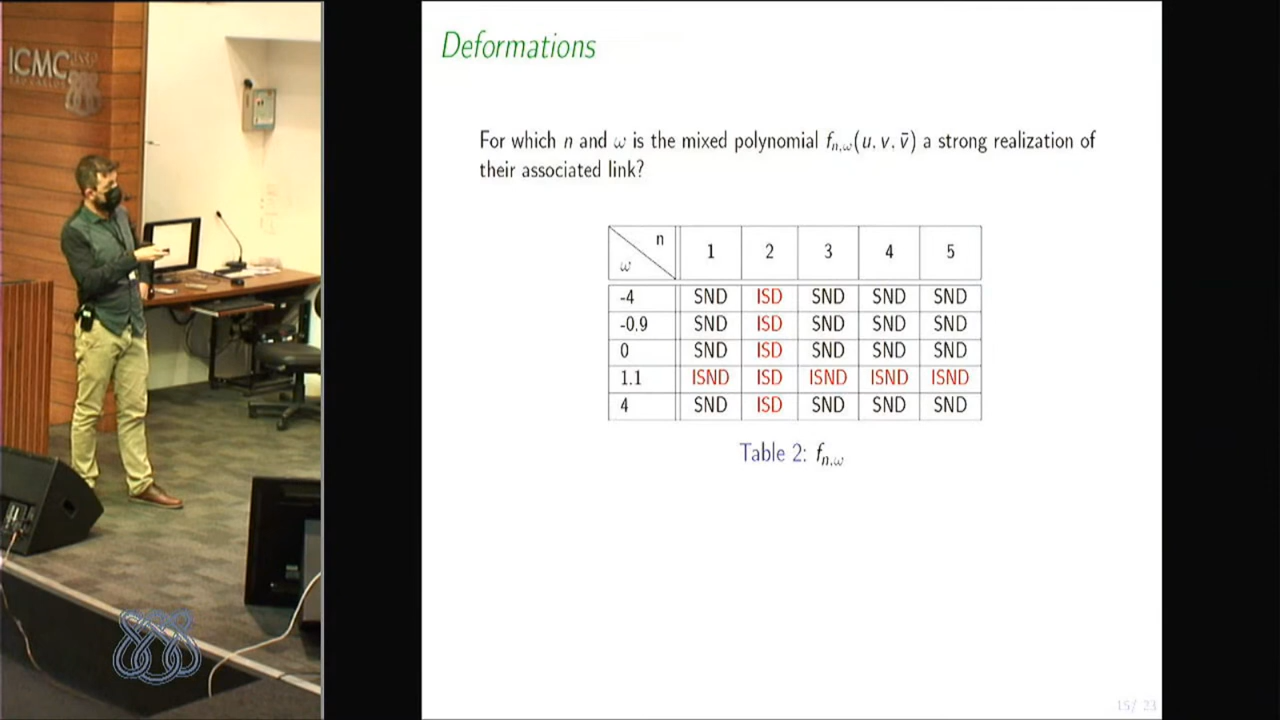 ICMC
Deformations
For which n and ω is the mixed polynomial f_{n,ω}(u, v, v̄) a strong realization of
their associated link?
n
ω
1 2 3 4 5
-4 SND ISD SND SND SND
-0.9 SND ISD SND SND SND
0 SND ISD SND SND SND
1.1 ISND ISD ISND ISND ISND
4 SND ISD SND SND SND
Table 2: f_{n,ω}
15/ 23